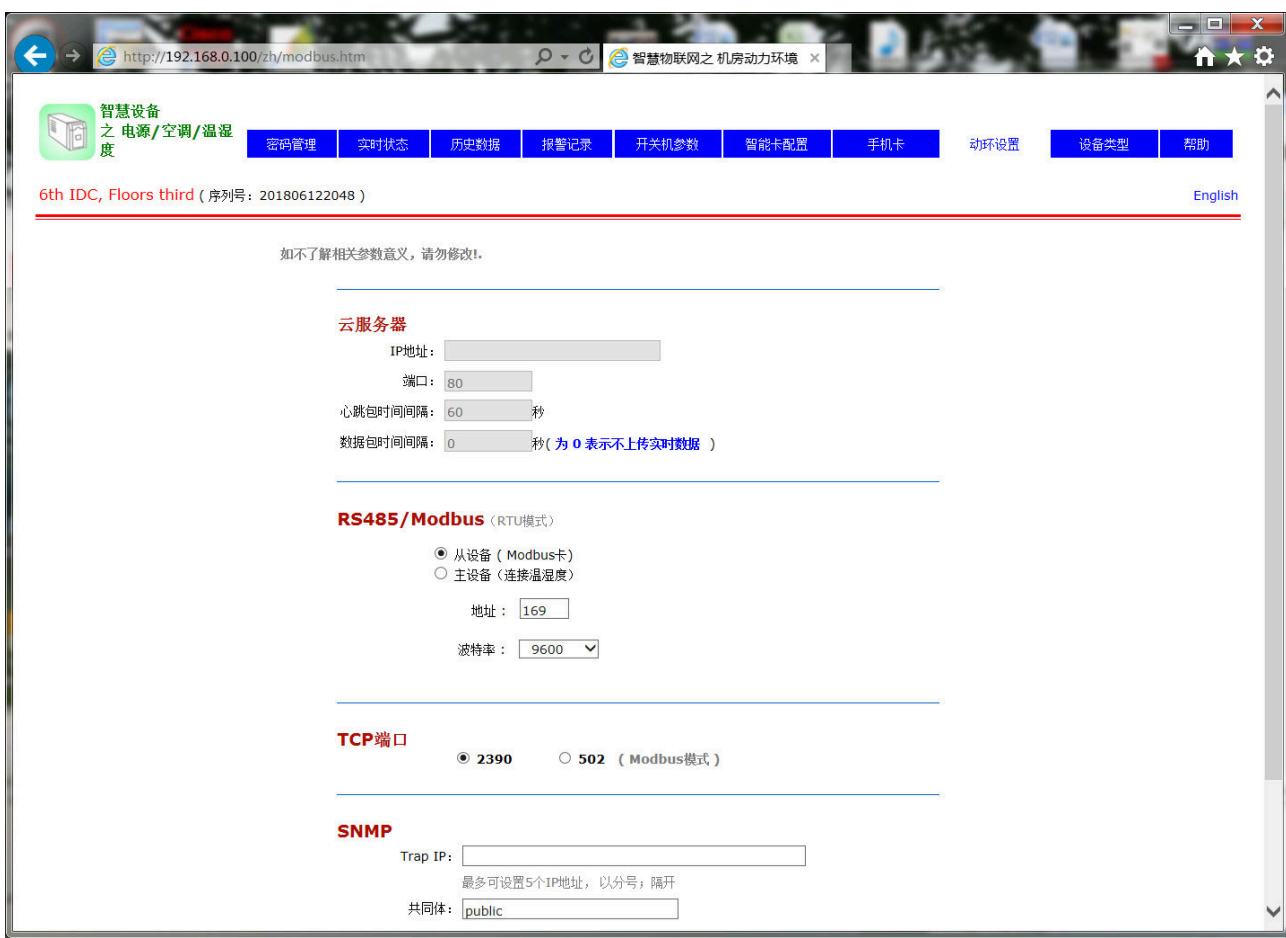 http://192.168.0.100/zh/modbus.htm
智慧物联网之 机房动力环境
智慧设备
之 电源/空调/温湿
度
密码管理 实时状态 历史数据 报警记录 开关机参数 智能卡配置 手机卡 动环设置 设备类型 帮助
6th IDC, Floors third ( 序列号: 201806122048 ) English
如不了解相关参数意义，请勿修改!.
云服务器
IP地址:
端口: 80
心跳包时间间隔: 60 秒
数据包时间间隔: 0 秒( 为 0 表示不上传实时数据 )
RS485/Modbus (RTU模式)
从设备 ( Modbus卡)
主设备 (连接温湿度)
地址 : 169
波特率 : 9600
TCP端口
2390 502 ( Modbus模式 )
SNMP
Trap IP:
最多可设置5个IP地址， 以分号; 隔开
共同体: public